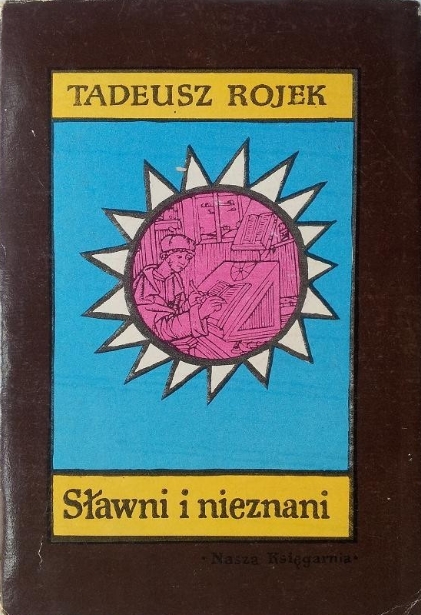 TADEUSZ ROJEK
Sławni i nieznani
• Nasza Księgarnia •